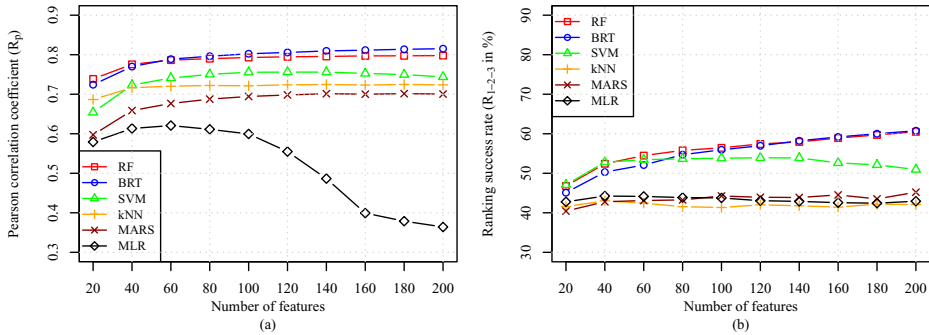 Pearson correlation coefficient (Rp)
0.9
0.8
0.7
0.6
0.5
0.4
0.3
RF
BRT
SVM
kNN
MARS
MLR
20 40 60 80 100 120 140 160 180 200
Number of features
(a)
Ranking success rate (R1−2−3 in %)
90
80
70
60
50
40
30
RF
BRT
SVM
kNN
MARS
MLR
20 40 60 80 100 120 140 160 180 200
Number of features
(b)